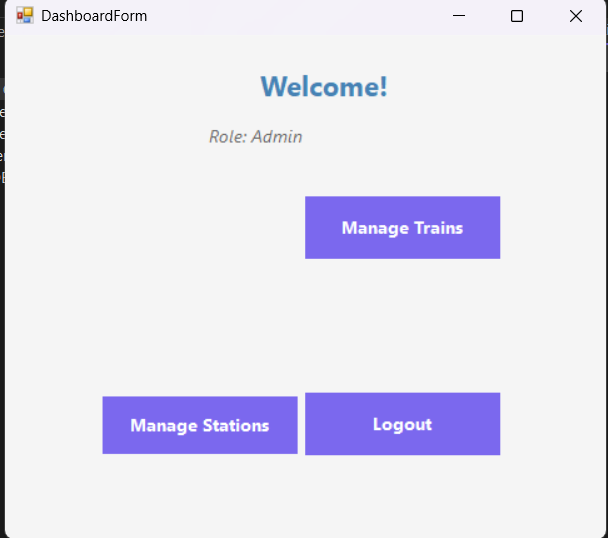 DashboardForm
Welcome!
Role: Admin
Manage Trains
Manage Stations
Logout